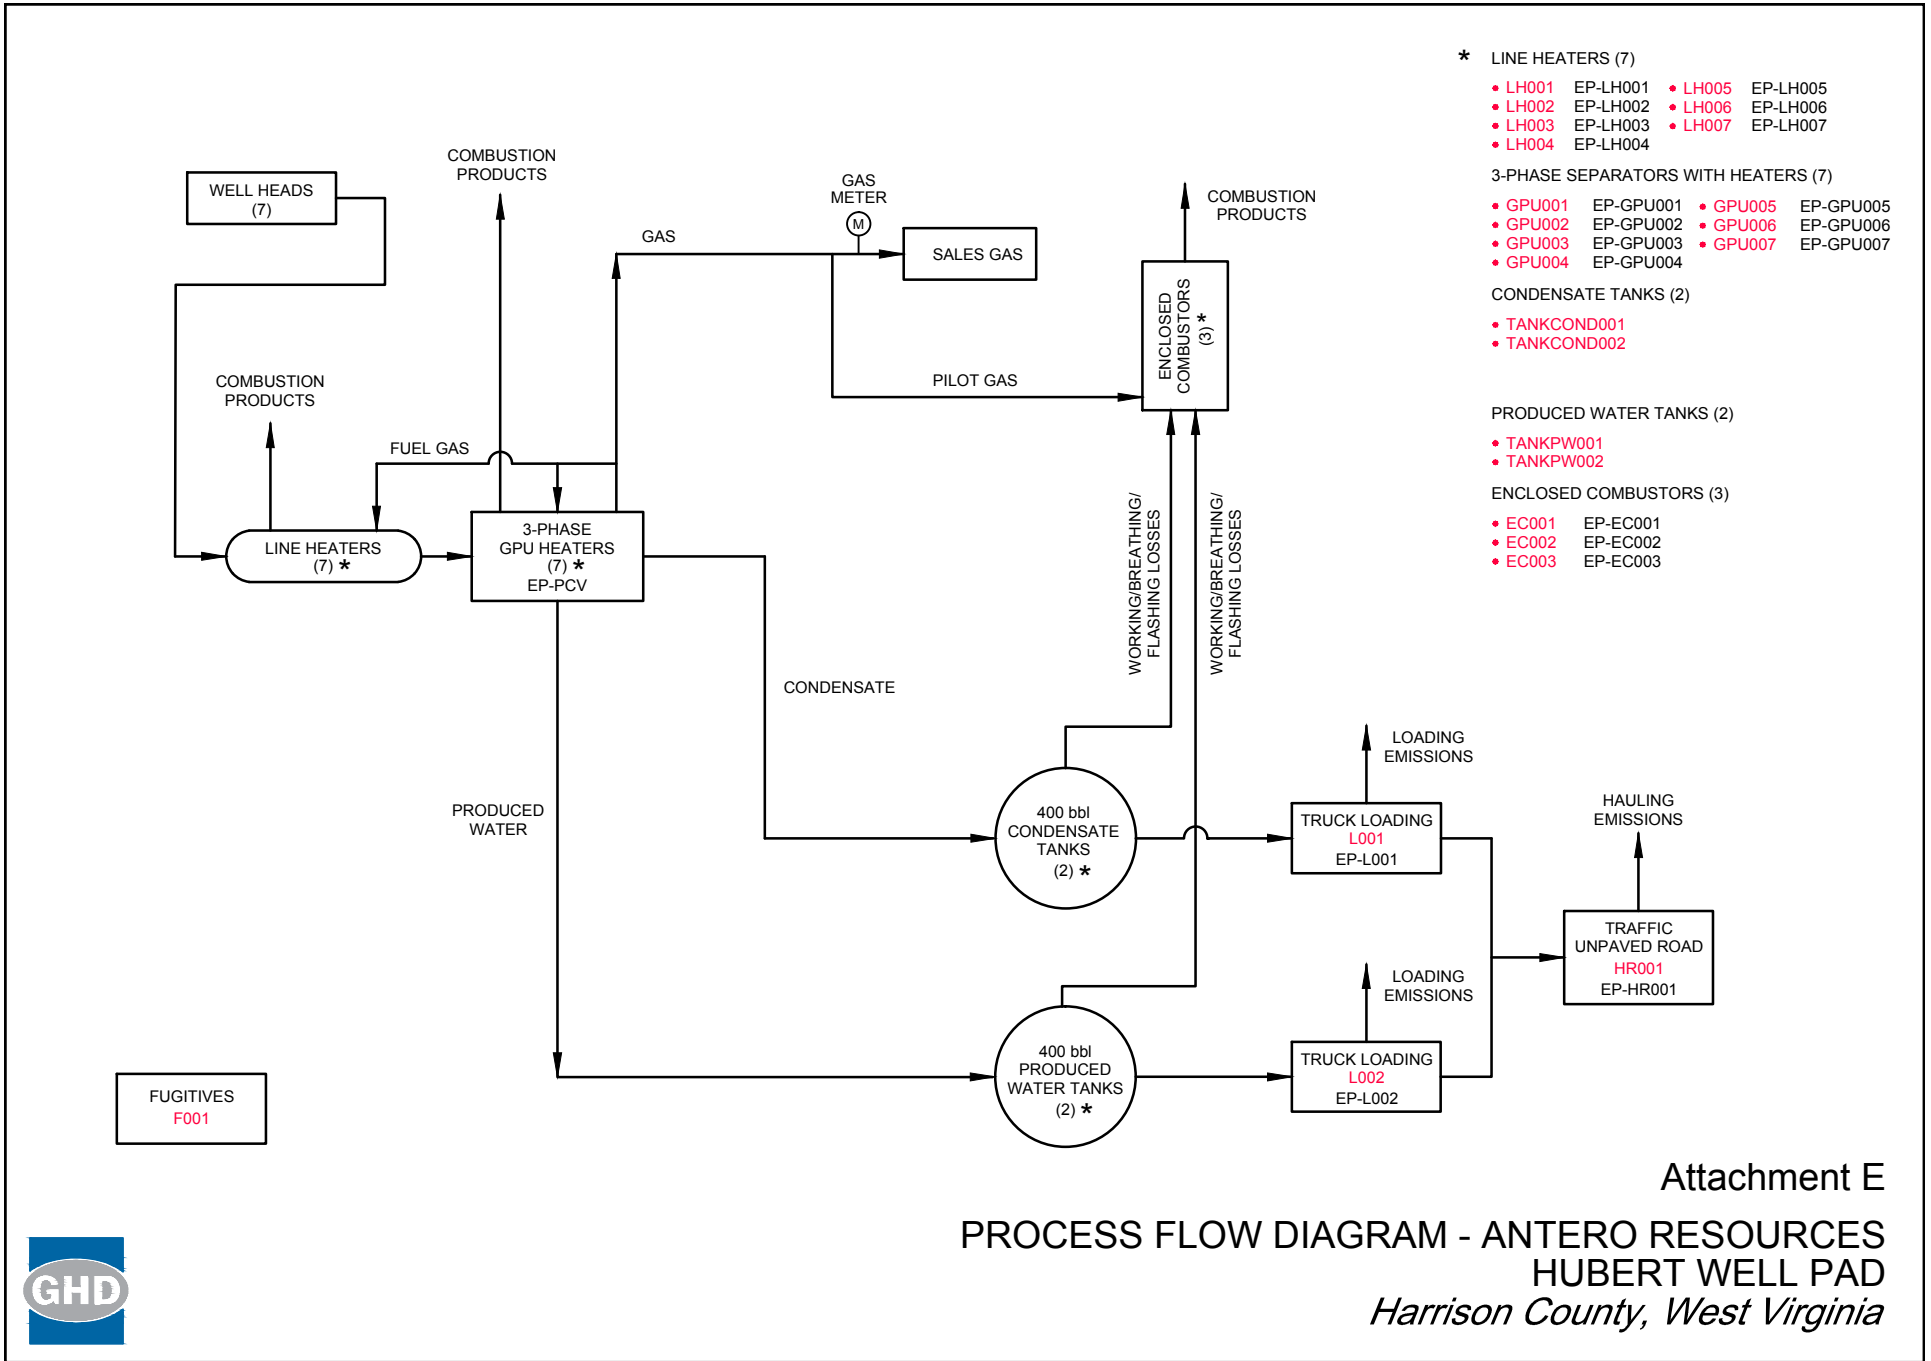 * LINE HEATERS (7)
• LH001 EP-LH001 • LH005 EP-LH005
• LH002 EP-LH002 • LH006 EP-LH006
• LH003 EP-LH003 • LH007 EP-LH007
• LH004 EP-LH004
3-PHASE SEPARATORS WITH HEATERS (7)
• GPU001 EP-GPU001 • GPU005 EP-GPU005
• GPU002 EP-GPU002 • GPU006 EP-GPU006
• GPU003 EP-GPU003 • GPU007 EP-GPU007
• GPU004 EP-GPU004
CONDENSATE TANKS (2)
• TANKCOND001
• TANKCOND002
PRODUCED WATER TANKS (2)
• TANKPW001
• TANKPW002
ENCLOSED COMBUSTORS (3)
• EC001 EP-EC001
• EC002 EP-EC002
• EC003 EP-EC003
WELL HEADS
(7)
COMBUSTION
PRODUCTS
GAS
METER
M
GAS
SALES GAS
COMBUSTION
PRODUCTS
ENCLOSED
COMBUSTORS
(3) *
PILOT GAS
COMBUSTION
PRODUCTS
FUEL GAS
LINE HEATERS
(7) *
3-PHASE
GPU HEATERS
(7) *
EP-PCV
WORKING/BREATHING/
FLASHING LOSSES
WORKING/BREATHING/
FLASHING LOSSES
CONDENSATE
PRODUCED
WATER
400 bbl
CONDENSATE
TANKS
(2) *
LOADING
EMISSIONS
TRUCK LOADING
L001
EP-L001
HAULING
EMISSIONS
TRAFFIC
UNPAVED ROAD
HR001
EP-HR001
LOADING
EMISSIONS
400 bbl
PRODUCED
WATER TANKS
(2) *
TRUCK LOADING
L002
EP-L002
FUGITIVES
F001
Attachment E
PROCESS FLOW DIAGRAM - ANTERO RESOURCES
HUBERT WELL PAD
Harrison County, West Virginia
GHD